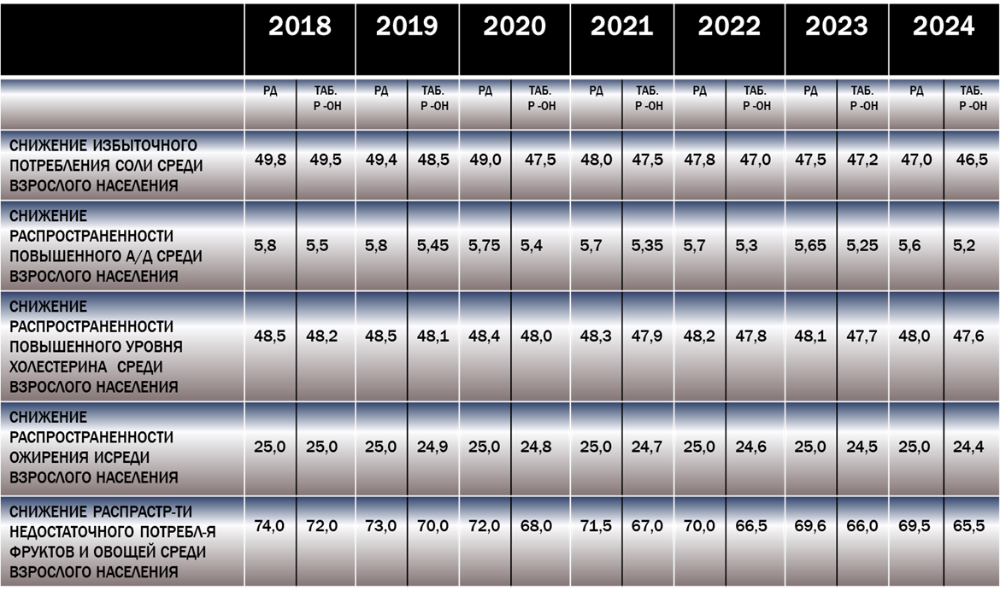 2018 2019 2020 2021 2022 2023 2024
РД ТАБ. РД ТАБ. РД ТАБ. РД ТАБ. РД ТАБ. РД ТАБ. РД ТАБ.
Р -ОН Р -ОН Р -ОН Р -ОН Р -ОН Р -ОН Р -ОН
СНИЖЕНИЕ ИЗБЫТОЧНОГО
ПОТРЕБЛЕНИЯ СОЛИ СРЕДИ
ВЗРОСЛОГО НАСЕЛЕНИЯ
49,8 49,5 49,4 48,5 49,0 47,5 48,0 47,5 47,8 47,0 47,5 47,2 47,0 46,5
СНИЖЕНИЕ
РАСПРОСТРАНЕННОСТИ
ПОВЫШЕННОГО А/Д СРЕДИ
ВЗРОСЛОГО НАСЕЛЕНИЯ
5,8 5,5 5,8 5,45 5,75 5,4 5,7 5,35 5,7 5,3 5,65 5,25 5,6 5,2
СНИЖЕНИЕ
РАСПРОСТРАНЕННОСТИ
ПОВЫШЕННОГО УРОВНЯ
ХОЛЕСТЕРИНА СРЕДИ
ВЗРОСЛОГО НАСЕЛЕНИЯ
48,5 48,2 48,5 48,1 48,4 48,0 48,3 47,9 48,2 47,8 48,1 47,7 48,0 47,6
СНИЖЕНИЕ
РАСПРОСТРАНЕННОСТИ
ОЖИРЕНИЯ ИСРЕДИ
ВЗРОСЛОГО НАСЕЛЕНИЯ
25,0 25,0 25,0 24,9 25,0 24,8 25,0 24,7 25,0 24,6 25,0 24,5 25,0 24,4
СНИЖЕНИЕ РАСПРАСТР-ТИ
НЕДОСТАТОЧНОГО ПОТРЕБЛ-Я
ФРУКТОВ И ОВОЩЕЙ СРЕДИ
ВЗРОСЛОГО НАСЕЛЕНИЯ
74,0 72,0 73,0 70,0 72,0 68,0 71,5 67,0 70,0 66,5 69,6 66,0 69,5 65,5